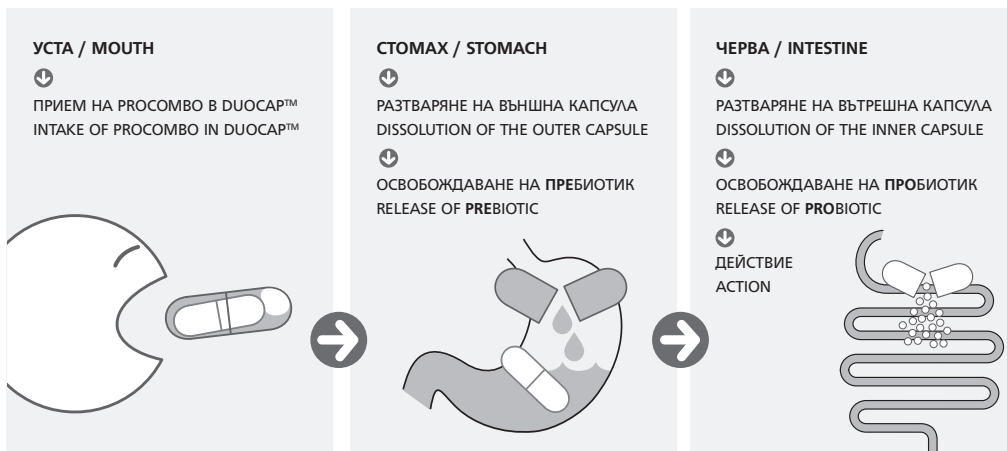 УСТА / MOUTH
ПРИЕМ НА PROCOMBO В DUOCAP™
INTAKE OF PROCOMBO IN DUOCAP™
СТОМАХ / STOMACH
РАЗТВАРЯНЕ НА ВЪНШНА КАПСУЛА
DISSOLUTION OF THE OUTER CAPSULE
ОСВОБОЖДАВАНЕ НА ПРЕБИОТИК
RELEASE OF PREBIOTIC
ЧЕРВА / INTESTINE
РАЗТВАРЯНЕ НА ВЪТРЕШНА КАПСУЛА
DISSOLUTION OF THE INNER CAPSULE
ОСВОБОЖДАВАНЕ НА ПРОБИОТИК
RELEASE OF PROBIOTIC
ДЕЙСТВИЕ
ACTION